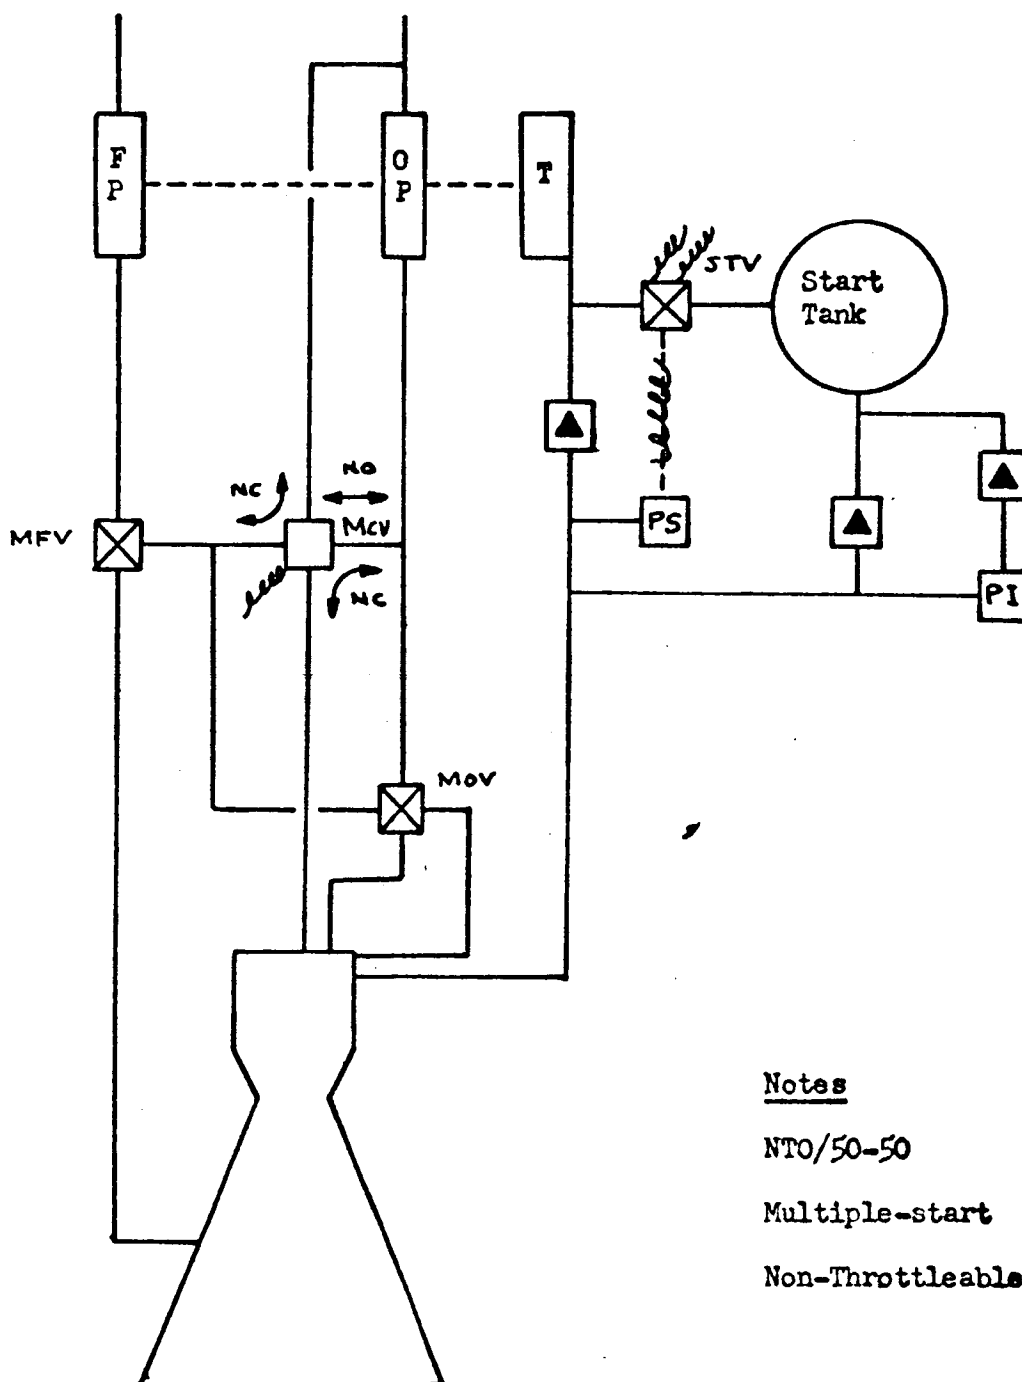 F
P
O
P
T
STV
Start
Tank
NC
NO
MCV
MFV
PS
NC
PI
MOV
Notes
NTO/50-50
Multiple-start
Non-Throttleable